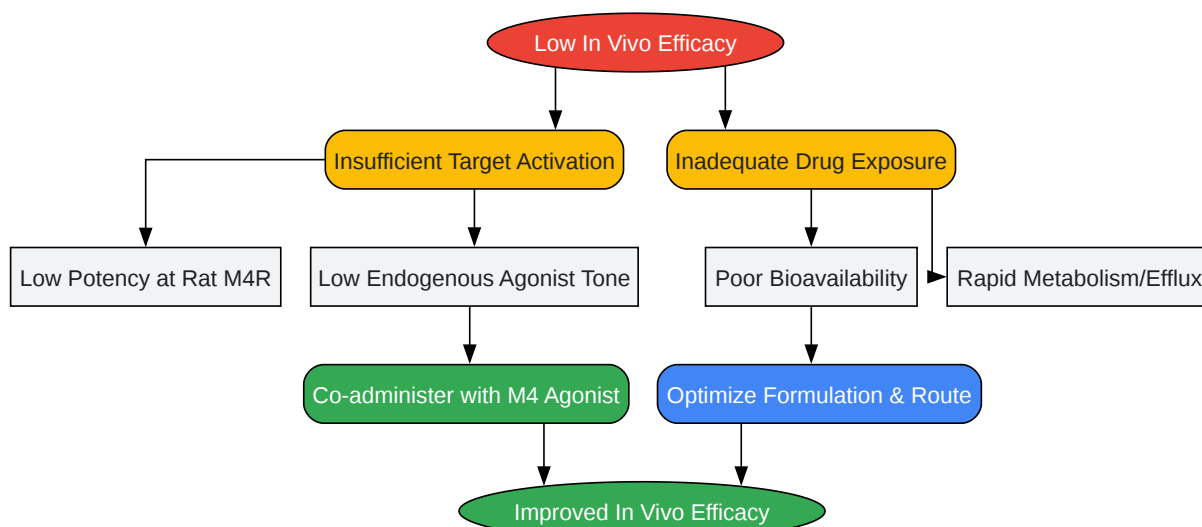 Low In Vivo Efficacy
Insufficient Target Activation
Inadequate Drug Exposure
Low Potency at Rat M4R
Low Endogenous Agonist Tone
Poor Bioavailability
Rapid Metabolism/Efflux
Co-administer with M4 Agonist
Optimize Formulation & Route
Improved In Vivo Efficacy